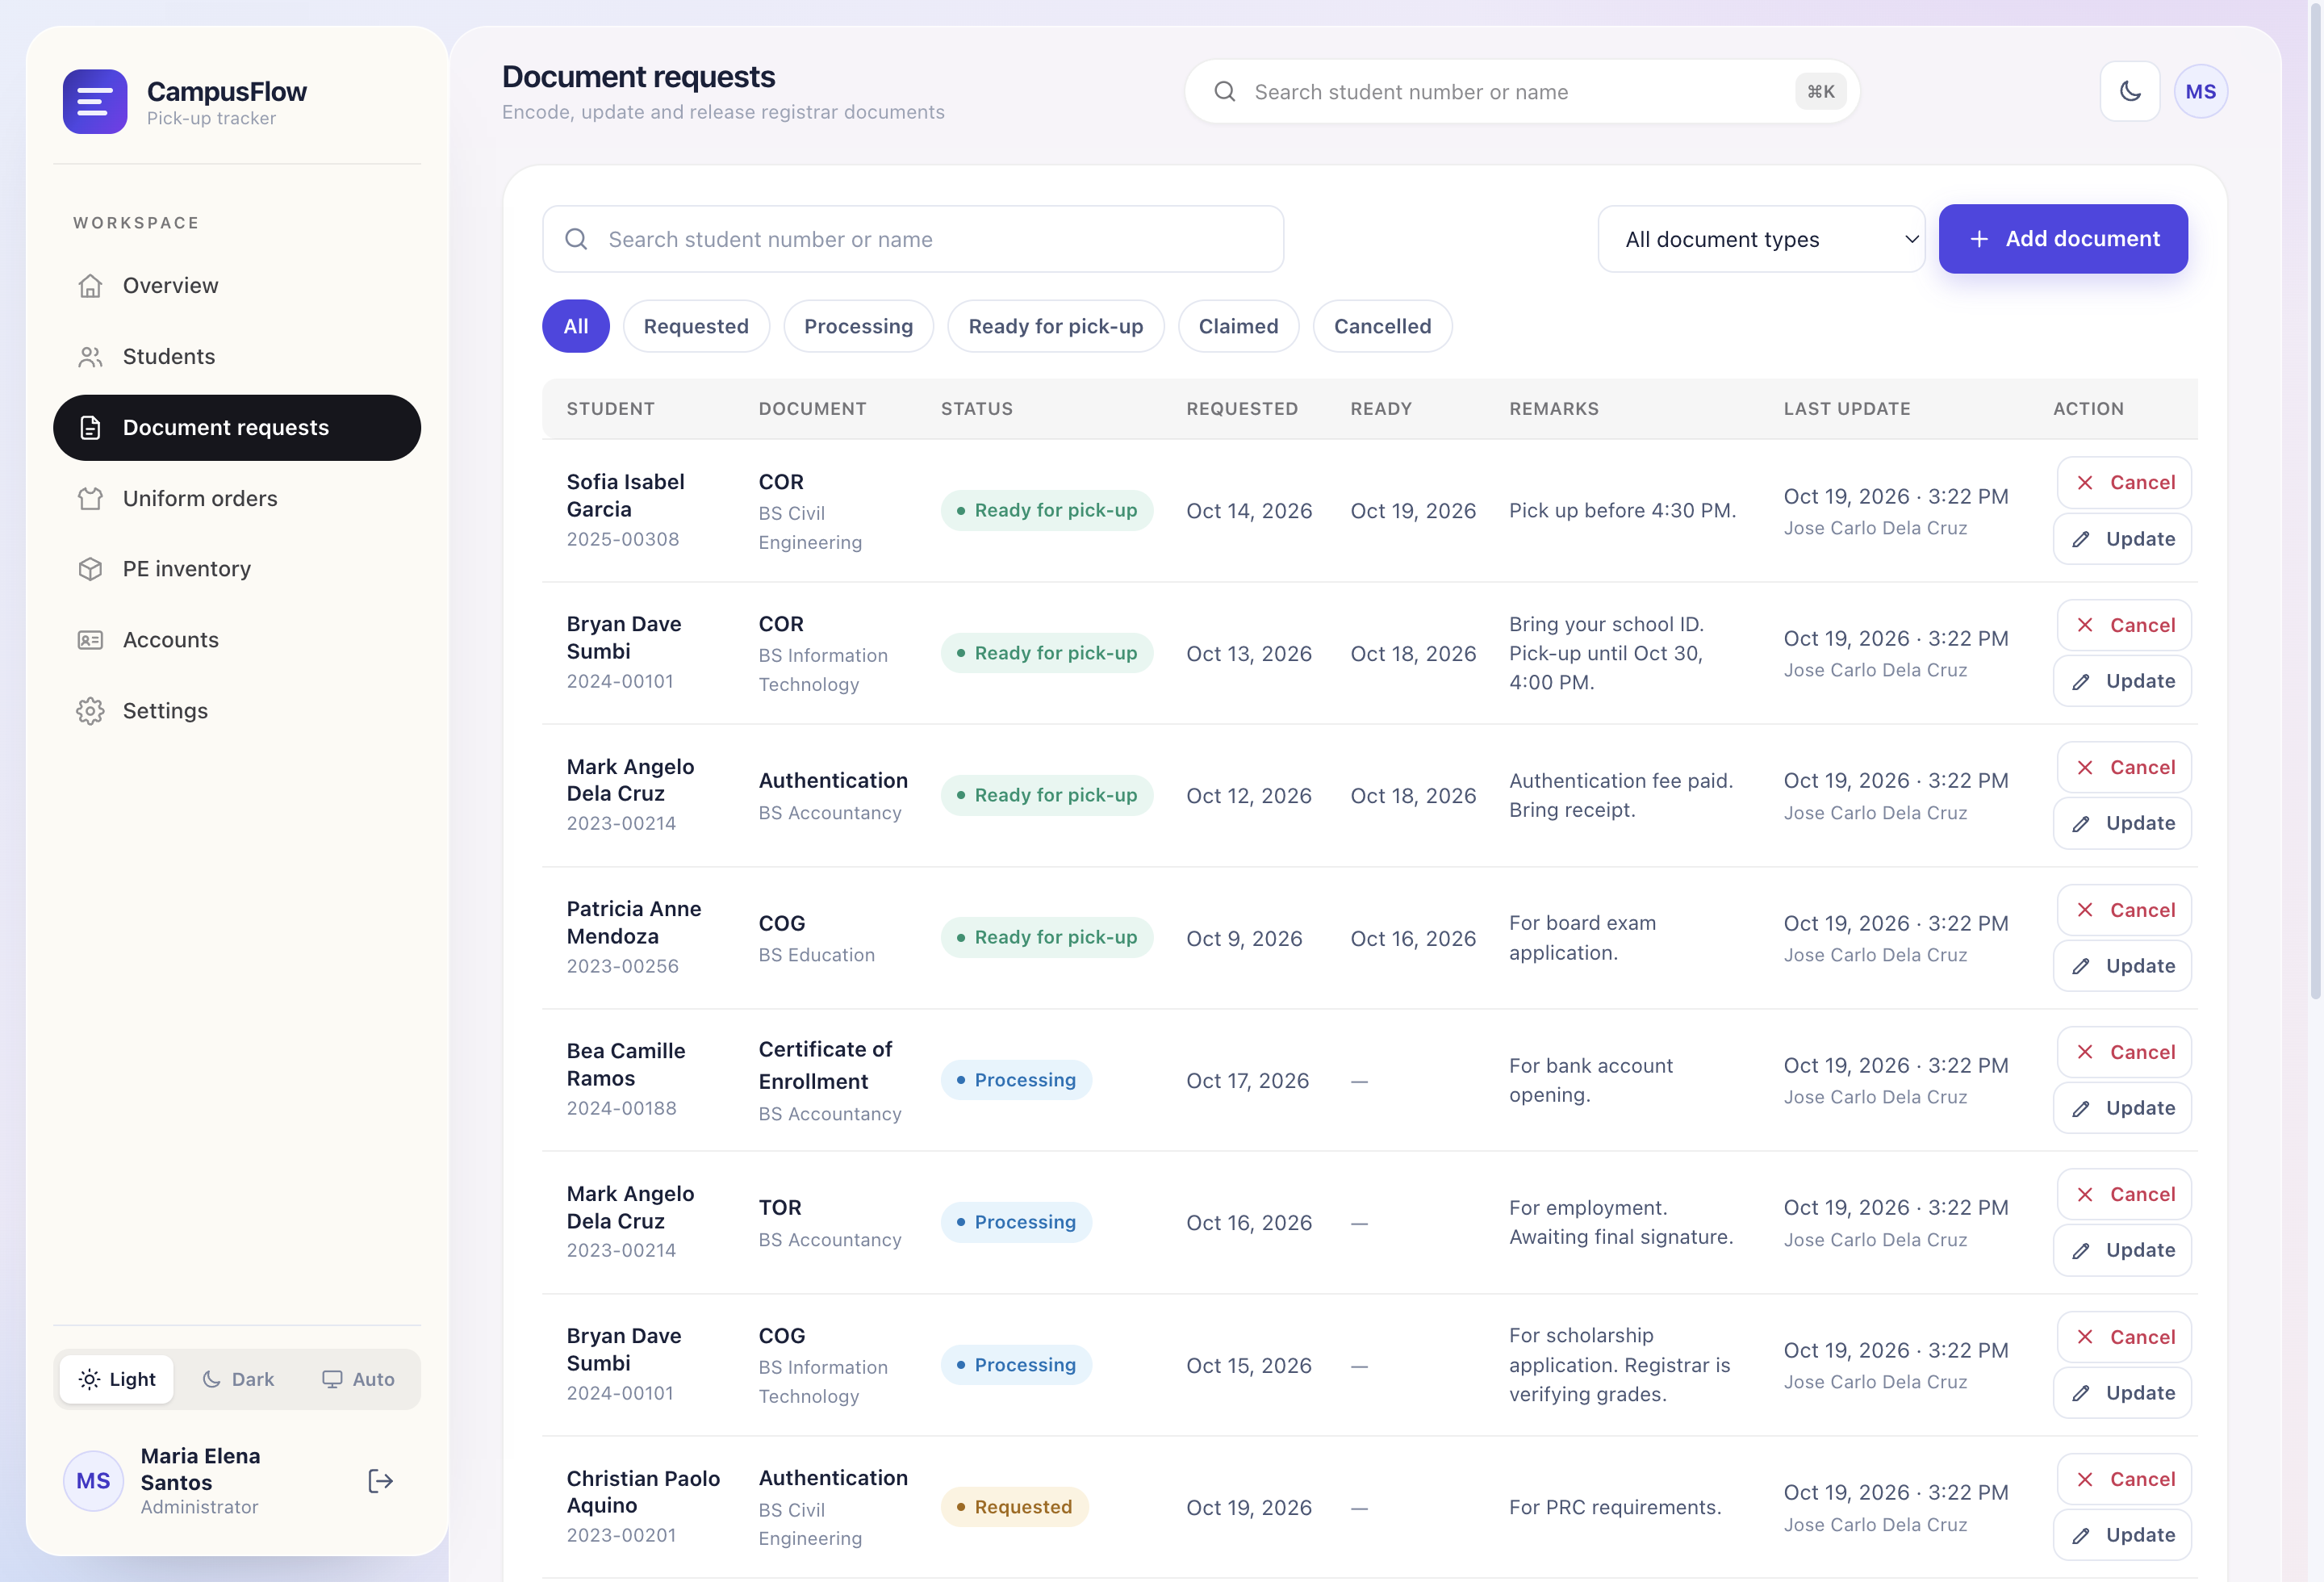 CampusFlow
Pick-up tracker
WORKSPACE
Overview
Students
Document requests
Uniform orders
PE inventory
Accounts
Settings
Light
Dark
Auto
MS
Maria Elena
Santos
Administrator
Document requests
Encode, update and release registrar documents
Search student number or name
⌘K
MS
Search student number or name
All document types
Add document
All
Requested
Processing
Ready for pick-up
Claimed
Cancelled
STUDENT
DOCUMENT
STATUS
REQUESTED
READY
REMARKS
LAST UPDATE
ACTION
Sofia Isabel
Garcia
2025-00308
COR
BS Civil
Engineering
Ready for pick-up
Oct 14, 2026
Oct 19, 2026
Pick up before 4:30 PM.
Oct 19, 2026 · 3:22 PM
Jose Carlo Dela Cruz
Cancel
Update
Bryan Dave
Sumbi
2024-00101
COR
BS Information
Technology
Ready for pick-up
Oct 13, 2026
Oct 18, 2026
Bring your school ID.
Pick-up until Oct 30,
4:00 PM.
Oct 19, 2026 · 3:22 PM
Jose Carlo Dela Cruz
Cancel
Update
Mark Angelo
Dela Cruz
2023-00214
Authentication
BS Accountancy
Ready for pick-up
Oct 12, 2026
Oct 18, 2026
Authentication fee paid.
Bring receipt.
Oct 19, 2026 · 3:22 PM
Jose Carlo Dela Cruz
Cancel
Update
Patricia Anne
Mendoza
2023-00256
COG
BS Education
Ready for pick-up
Oct 9, 2026
Oct 16, 2026
For board exam
application.
Oct 19, 2026 · 3:22 PM
Jose Carlo Dela Cruz
Cancel
Update
Bea Camille
Ramos
2024-00188
Certificate of
Enrollment
BS Accountancy
Processing
Oct 17, 2026
—
For bank account
opening.
Oct 19, 2026 · 3:22 PM
Jose Carlo Dela Cruz
Cancel
Update
Mark Angelo
Dela Cruz
2023-00214
TOR
BS Accountancy
Processing
Oct 16, 2026
—
For employment.
Awaiting final signature.
Oct 19, 2026 · 3:22 PM
Jose Carlo Dela Cruz
Cancel
Update
Bryan Dave
Sumbi
2024-00101
COG
BS Information
Technology
Processing
Oct 15, 2026
—
For scholarship
application. Registrar is
verifying grades.
Oct 19, 2026 · 3:22 PM
Jose Carlo Dela Cruz
Cancel
Update
Christian Paolo
Aquino
2023-00201
Authentication
BS Civil
Engineering
Requested
Oct 19, 2026
—
For PRC requirements.
Oct 19, 2026 · 3:22 PM
Jose Carlo Dela Cruz
Cancel
Update